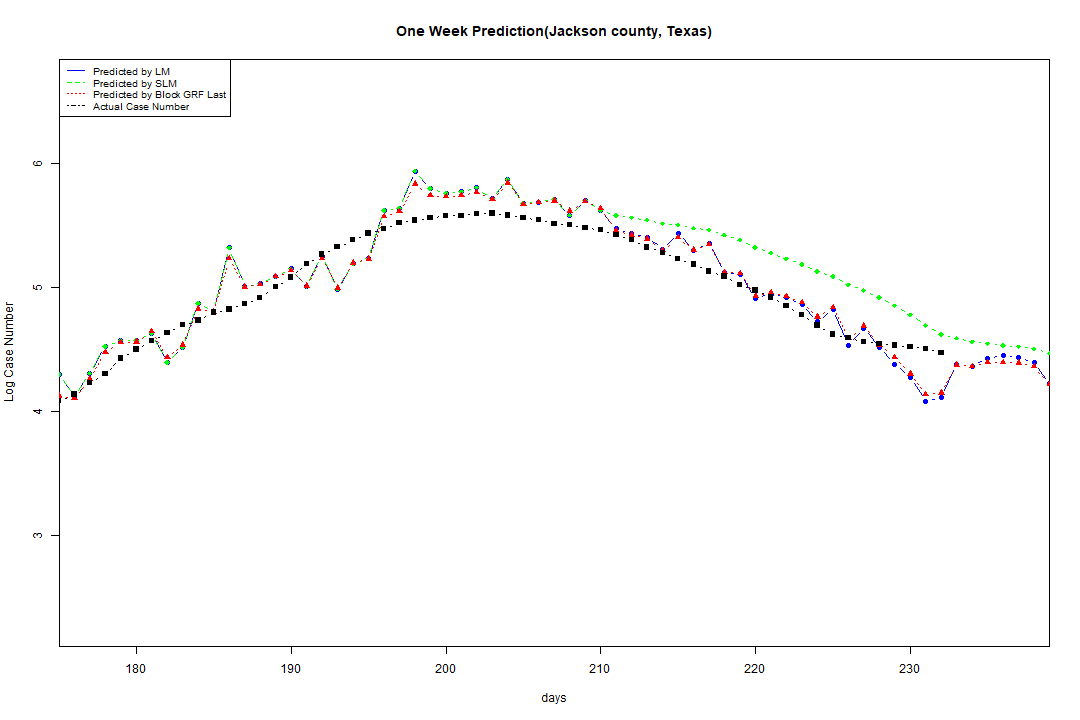 One Week Prediction(Jackson county, Texas)
Predicted by LM
Predicted by SLM
Predicted by Block GRF Last
Actual Case Number
6
5
4
3
Log Case Number
180 190 200 210 220 230
days